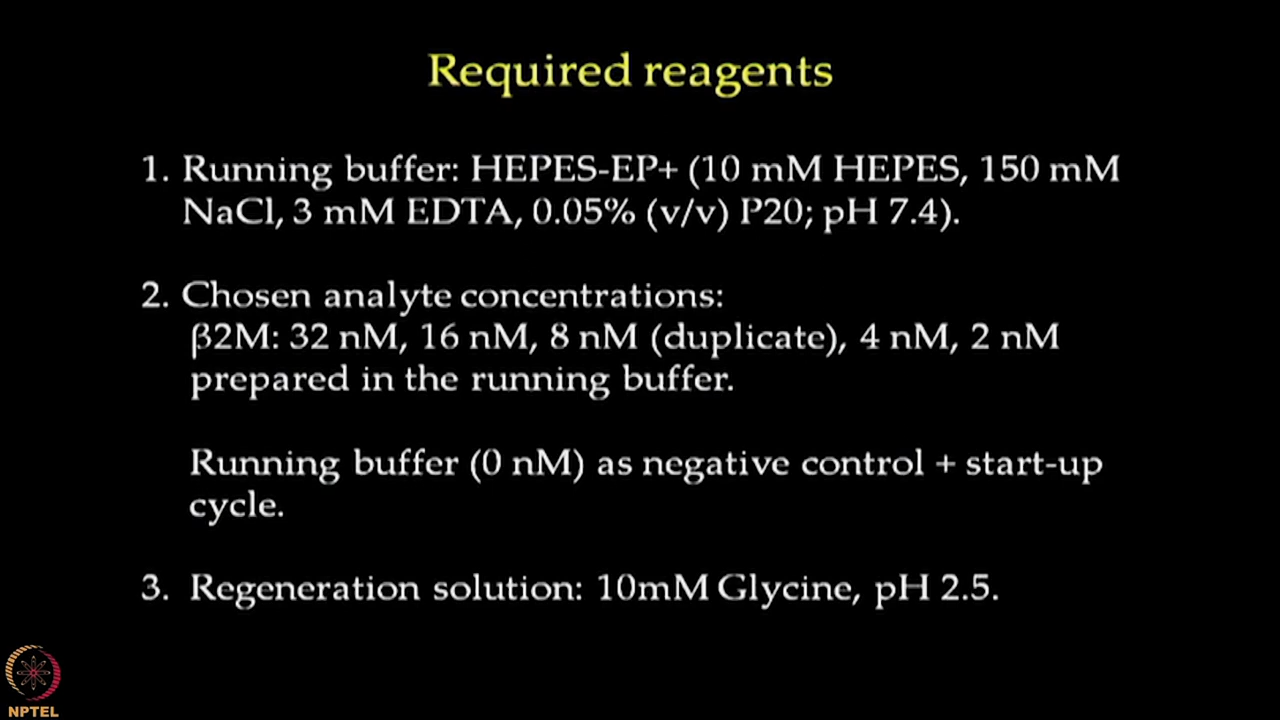 Required reagents
1. Running buffer: HEPES-EP+ (10 mM HEPES, 150 mM
NaCl, 3 mM EDTA, 0.05% (v/v) P20; pH 7.4).
2. Chosen analyte concentrations:
β2M: 32 nM, 16 nM, 8 nM (duplicate), 4 nM, 2 nM
prepared in the running buffer.
Running buffer (0 nM) as negative control + start-up
cycle.
3. Regeneration solution: 10mM Glycine, pH 2.5.
NPTEL